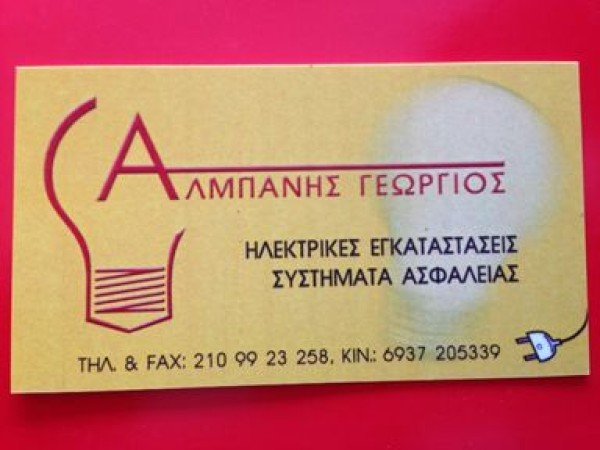 ΑΛΜΠΑΝΗΣ ΓΕΩΡΓΙΟΣ
ΗΛΕΚΤΡΙΚΕΣ ΕΓΚΑΤΑΣΤΑΣΕΙΣ
ΣΥΣΤΗΜΑΤΑ ΑΣΦΑΛΕΙΑΣ
ΤΗΛ. & FAX: 210 99 23 258, ΚΙΝ.: 6937 205339